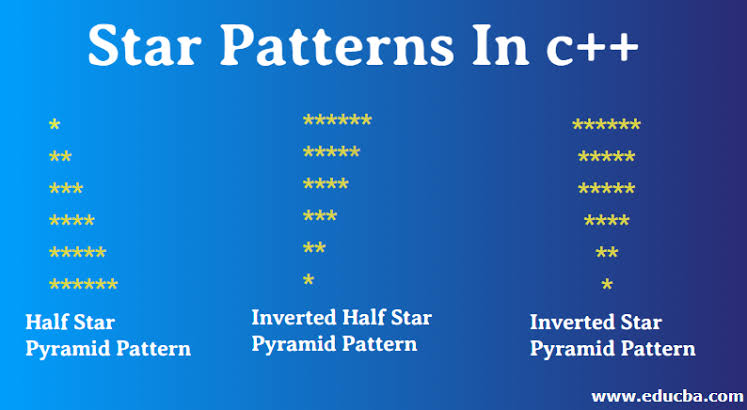 Star Patterns In c++
*
**
***
****
*****
******
Half Star
Pyramid Pattern
******
*****
****
***
**
*
Inverted Half Star
Pyramid Pattern
******
*****
*****
****
**
*
Inverted Star
Pyramid Pattern
www.educba.com